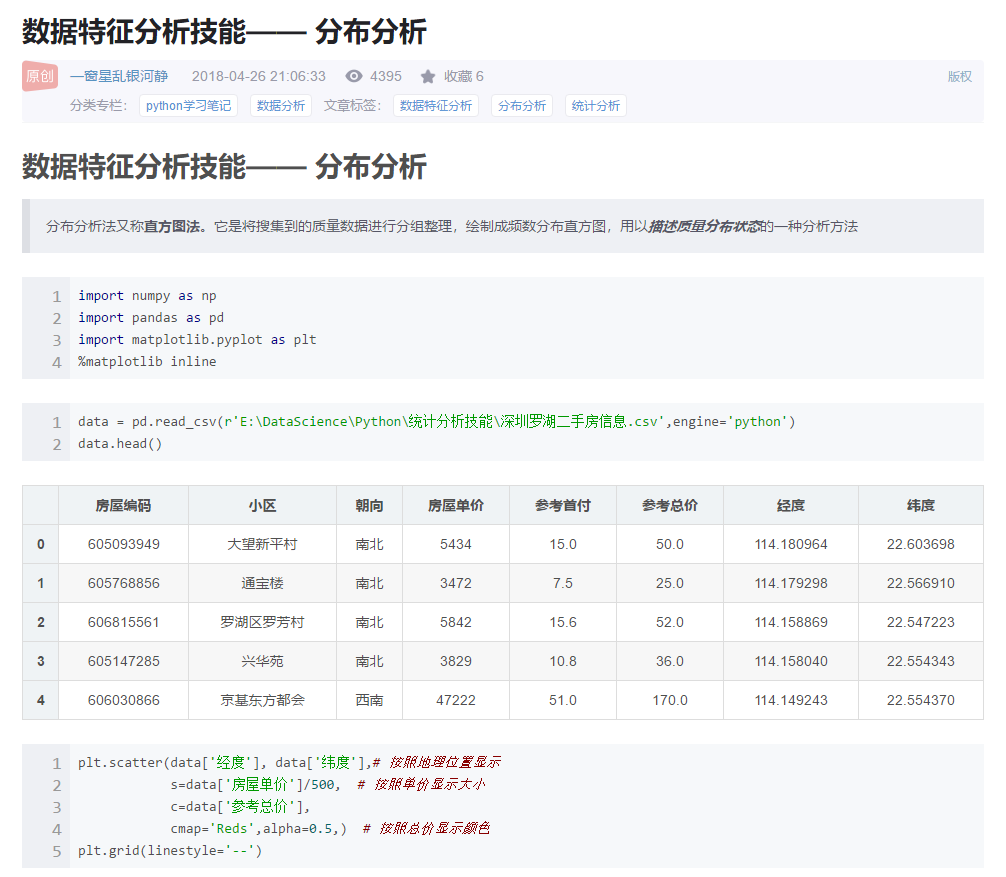 数据特征分析技能—— 分布分析
原创 一窗星乱银河静 2018-04-26 21:06:33 4395 收藏 6 版权
分类专栏： python学习笔记 数据分析 文章标签： 数据特征分析 分布分析 统计分析
数据特征分析技能—— 分布分析
分布分析法又称直方图法。它是将搜集到的质量数据进行分组整理，绘制成频数分布直方图，用以描述质量分布状态的一种分析方法
1 import numpy as np
2 import pandas as pd
3 import matplotlib.pyplot as plt
4 %matplotlib inline
1 data = pd.read_csv(r'E:\DataScience\Python\统计分析技能\深圳罗湖二手房信息.csv',engine='python')
2 data.head()
房屋编码 小区 朝向 房屋单价 参考首付 参考总价 经度 纬度
0 605093949 大望新平村 南北 5434 15.0 50.0 114.180964 22.603698
1 605768856 通宝楼 南北 3472 7.5 25.0 114.179298 22.566910
2 606815561 罗湖区罗芳村 南北 5842 15.6 52.0 114.158869 22.547223
3 605147285 兴华苑 南北 3829 10.8 36.0 114.158040 22.554343
4 606030866 京基东方都会 西南 47222 51.0 170.0 114.149243 22.554370
1 plt.scatter(data['经度'], data['纬度'],# 按照地理位置显示
2 s=data['房屋单价']/500, # 按照单价显示大小
3 c=data['参考总价'],
4 cmap='Reds',alpha=0.5,) # 按照总价显示颜色
5 plt.grid(linestyle='--')